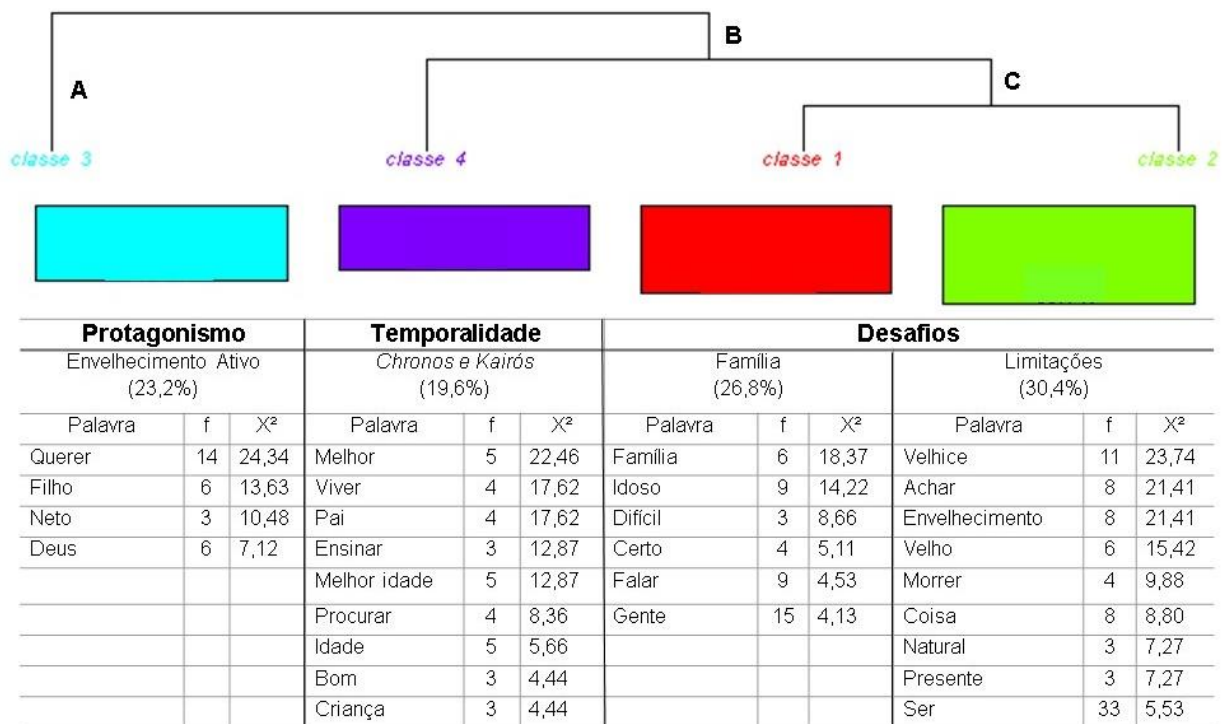 B
A
C
classe 3 classe 4 classe 1 classe 2
Protagonismo Temporalidade Desafios
Envelhecimento Ativo Chronos e Kairós Família Limitações
(23,2%) (19,6%) (26,8%) (30,4%)
Palavra f X² Palavra f X² Palavra f X² Palavra f X²
Querer 14 24,34 Melhor 5 22,46 Família 6 18,37 Velhice 11 23,74
Filho 6 13,63 Viver 4 17,62 Idoso 9 14,22 Achar 8 21,41
Neto 3 10,48 Pai 4 17,62 Difícil 3 8,66 Envelhecimento 8 21,41
Deus 6 7,12 Ensinar 3 12,87 Certo 4 5,11 Velho 6 15,42
Melhor idade 5 12,87 Falar 9 4,53 Morrer 4 9,88
Procurar 4 8,36 Gente 15 4,13 Coisa 8 8,80
Idade 5 5,66 Natural 3 7,27
Bom 3 4,44 Presente 3 7,27
Criança 3 4,44 Ser 33 5,53